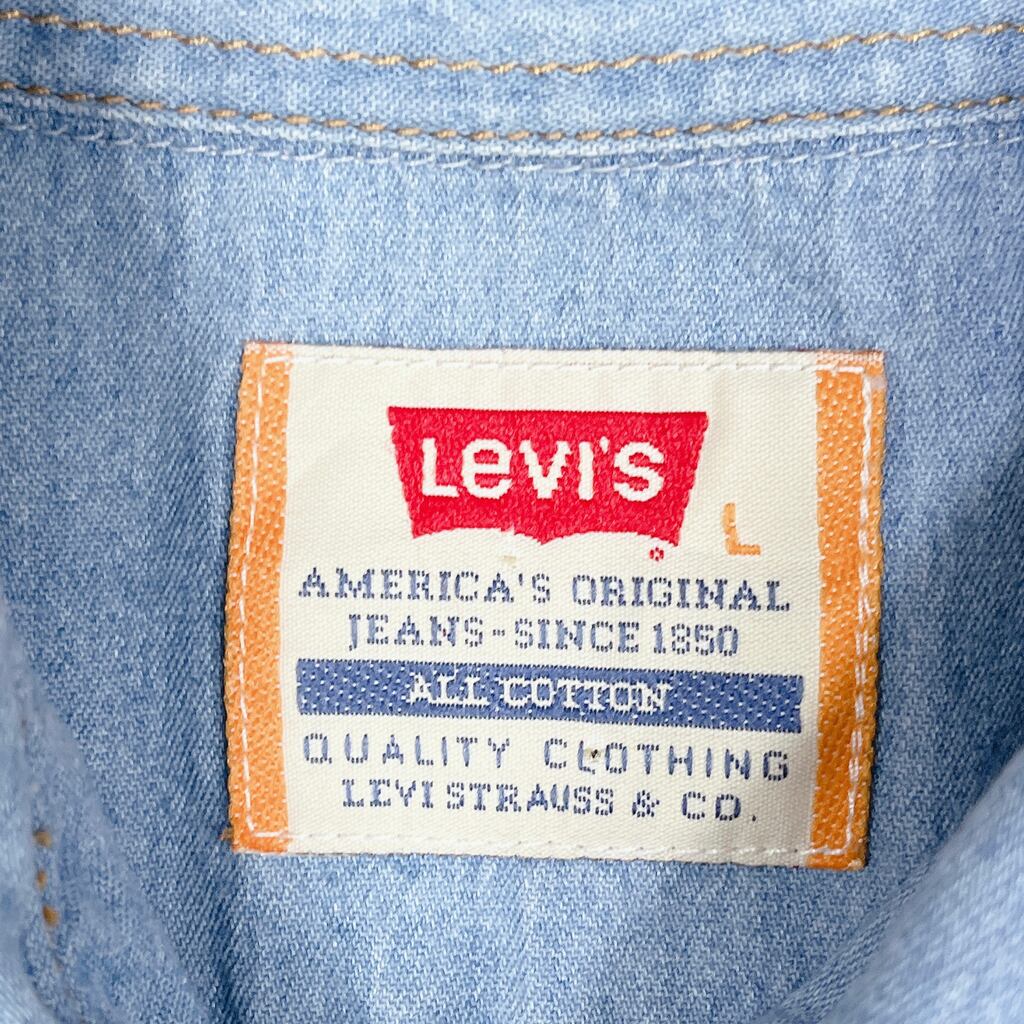 LEVI'S
®
L
AMERICA'S ORIGINAL
JEANS-SINCE 1850
ALL COTTON
QUALITY CLOTHING
LEVI STRAUSS & CO.